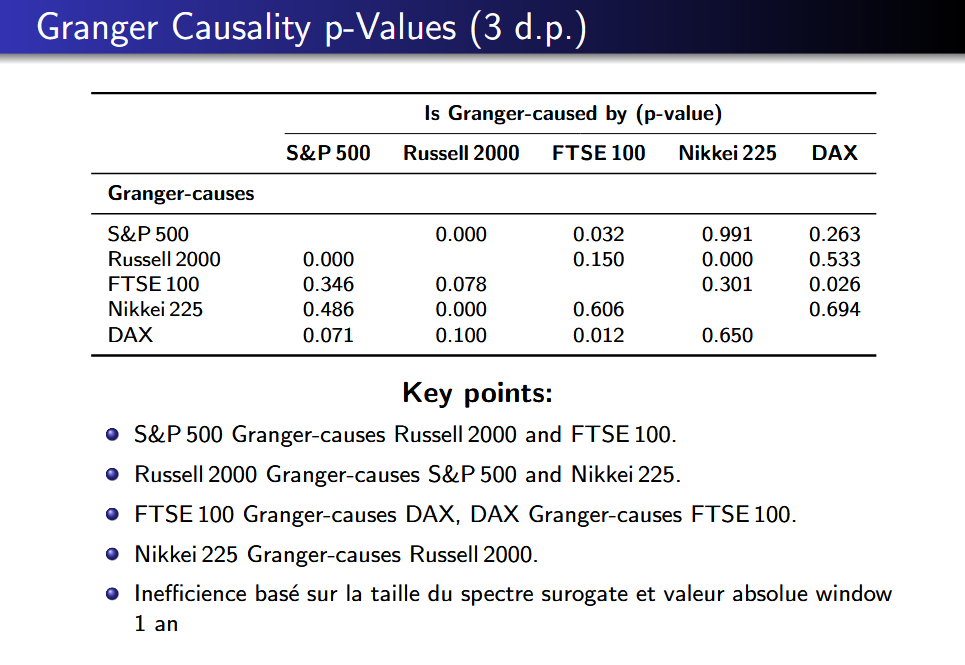 Granger Causality p-Values (3 d.p.)
Is Granger-caused by (p-value)
S&P 500 Russell 2000 FTSE 100 Nikkei 225 DAX
Granger-causes
S&P 500 0.000 0.032 0.991 0.263
Russell 2000 0.000 0.150 0.000 0.533
FTSE 100 0.346 0.078 0.301 0.026
Nikkei 225 0.486 0.000 0.606 0.694
DAX 0.071 0.100 0.012 0.650
Key points:
S&P 500 Granger-causes Russell 2000 and FTSE 100.
Russell 2000 Granger-causes S&P 500 and Nikkei 225.
FTSE 100 Granger-causes DAX, DAX Granger-causes FTSE 100.
Nikkei 225 Granger-causes Russell 2000.
Inefficience basé sur la taille du spectre surogate et valeur absolue window
1 an